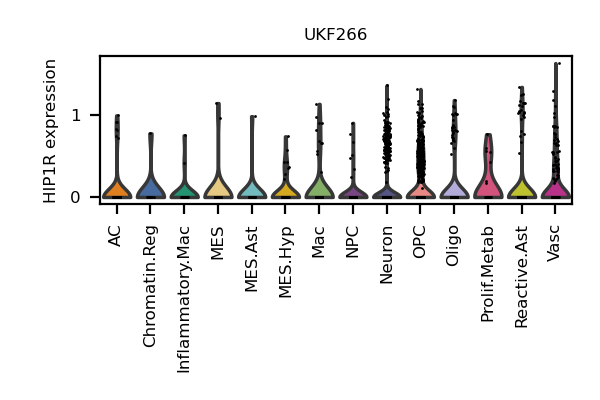 UKF266
HIP1R expression
1
0
AC
Chromatin.Reg
Inflammatory.Mac
MES
MES.Ast
MES.Hyp
Mac
NPC
Neuron
OPC
Oligo
Prolif.Metab
Reactive.Ast
Vasc